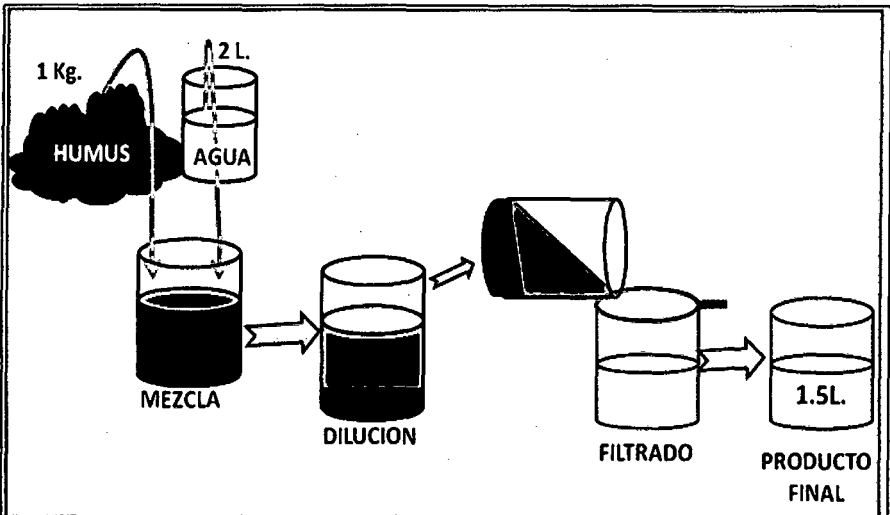 1 Kg.
2 L.
HUMUS
AGUA
MEZCLA
DILUCION
FILTRADO
1.5L.
PRODUCTO
FINAL